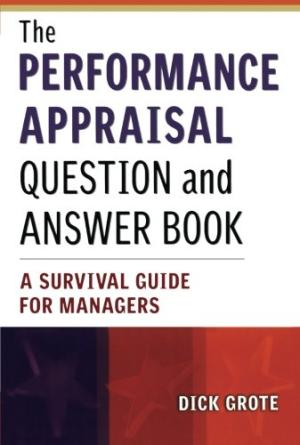 The
PERFORMANCE
APPRAISAL
QUESTION and
ANSWER BOOK
A SURVIVAL GUIDE
FOR MANAGERS
DICK GROTE